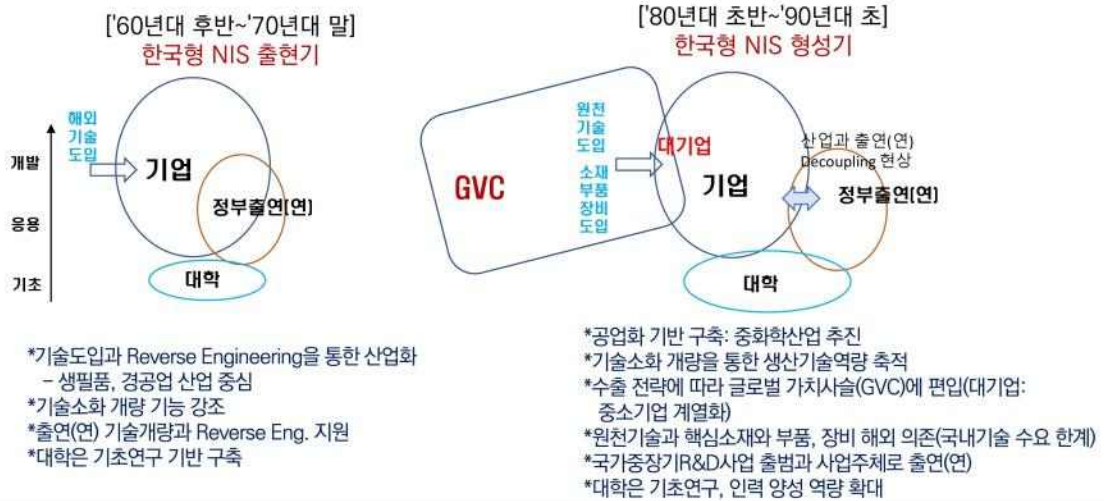 ['60년대 후반~'70년대 말]
한국형 NIS 출현기
해외
기술
도입
개발
응용
기초
기업
정부출연(연)
대학
*기술도입과 Reverse Engineering을 통한 산업화
– 생필품, 경공업 산업 중심
*기술소화 개량 기능 강조
*출연(연) 기술개량과 Reverse Eng. 지원
*대학은 기초연구 기반 구축
['80년대 초반~'90년대 초]
한국형 NIS 형성기
GVC
원천
기술
도입
소재
부품
장비
도입
대기업
기업
산업과 출연(연)
Decoupling 현상
정부출연(연)
대학
*공업화 기반 구축: 중화학산업 추진
*기술소화 개량을 통한 생산기술역량 축적
*수출 전략에 따라 글로벌 가치사슬(GVC)에 편입(대기업:
중소기업 계열화)
*원천기술과 핵심소재와 부품, 장비 해외 의존(국내기술 수요 한계)
*국가중장기R&D사업 출범과 사업주체로 출연(연)
*대학은 기초연구, 인력 양성 역량 확대